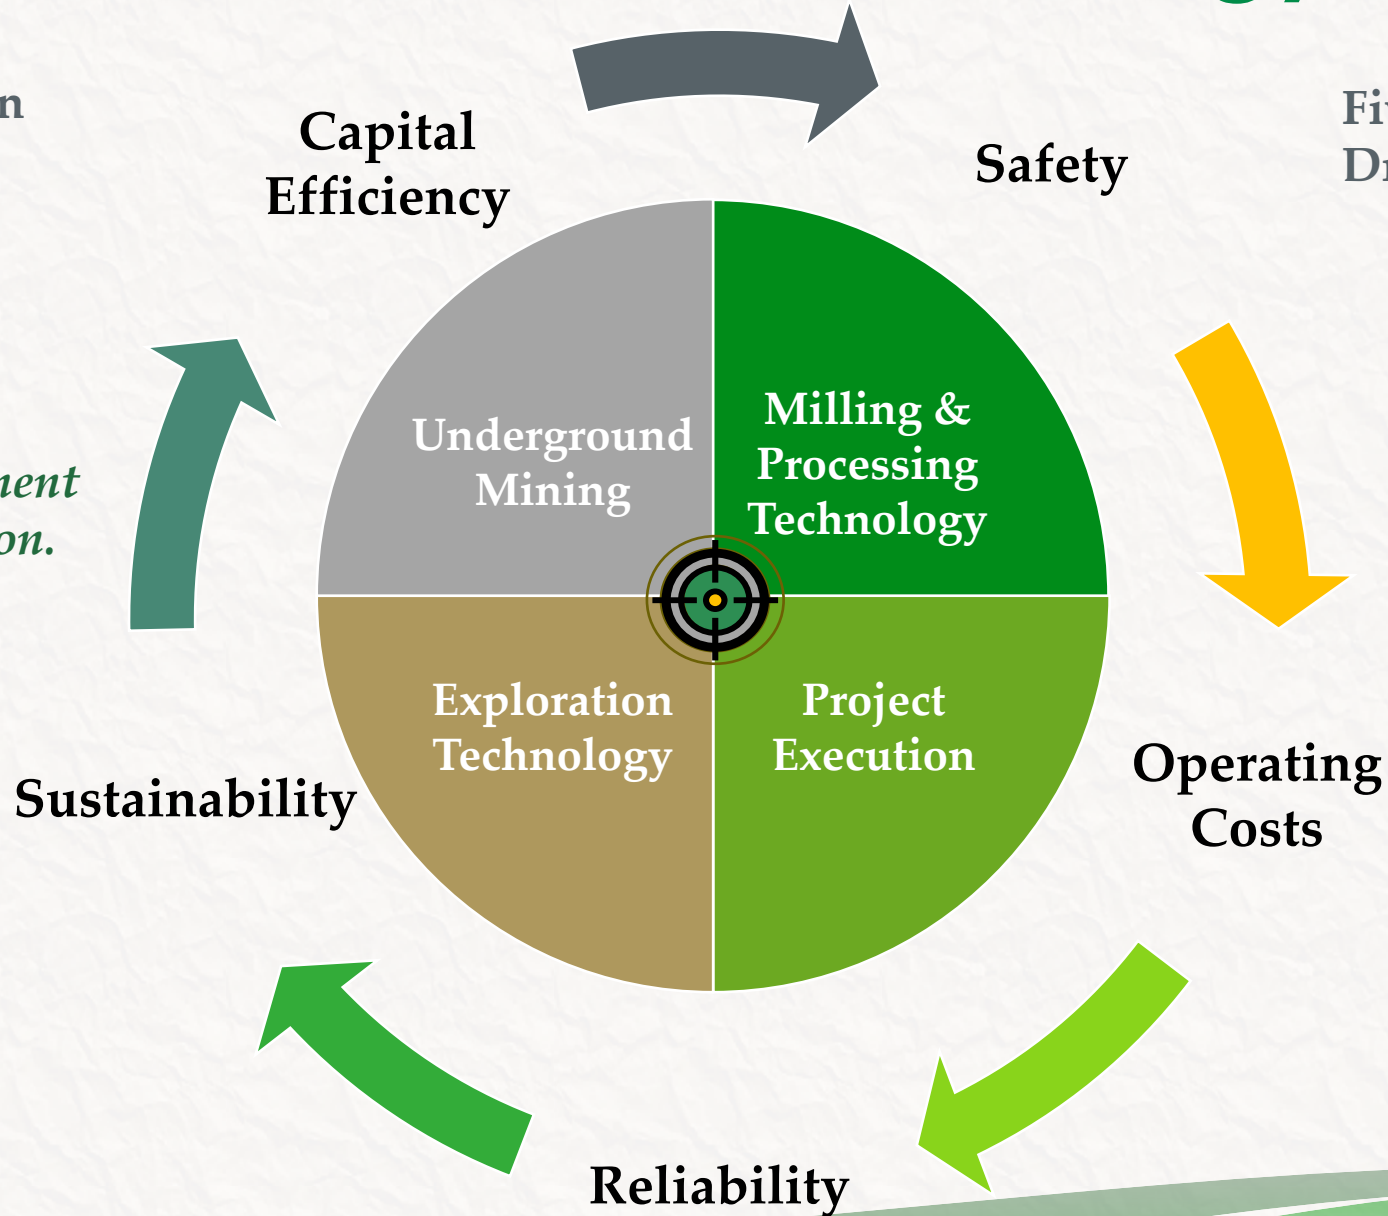 Capital
Efficiency
Safety
Underground
Mining
Milling &
Processing
Technology
Exploration
Technology
Project
Execution
Sustainability
Operating
Costs
Reliability